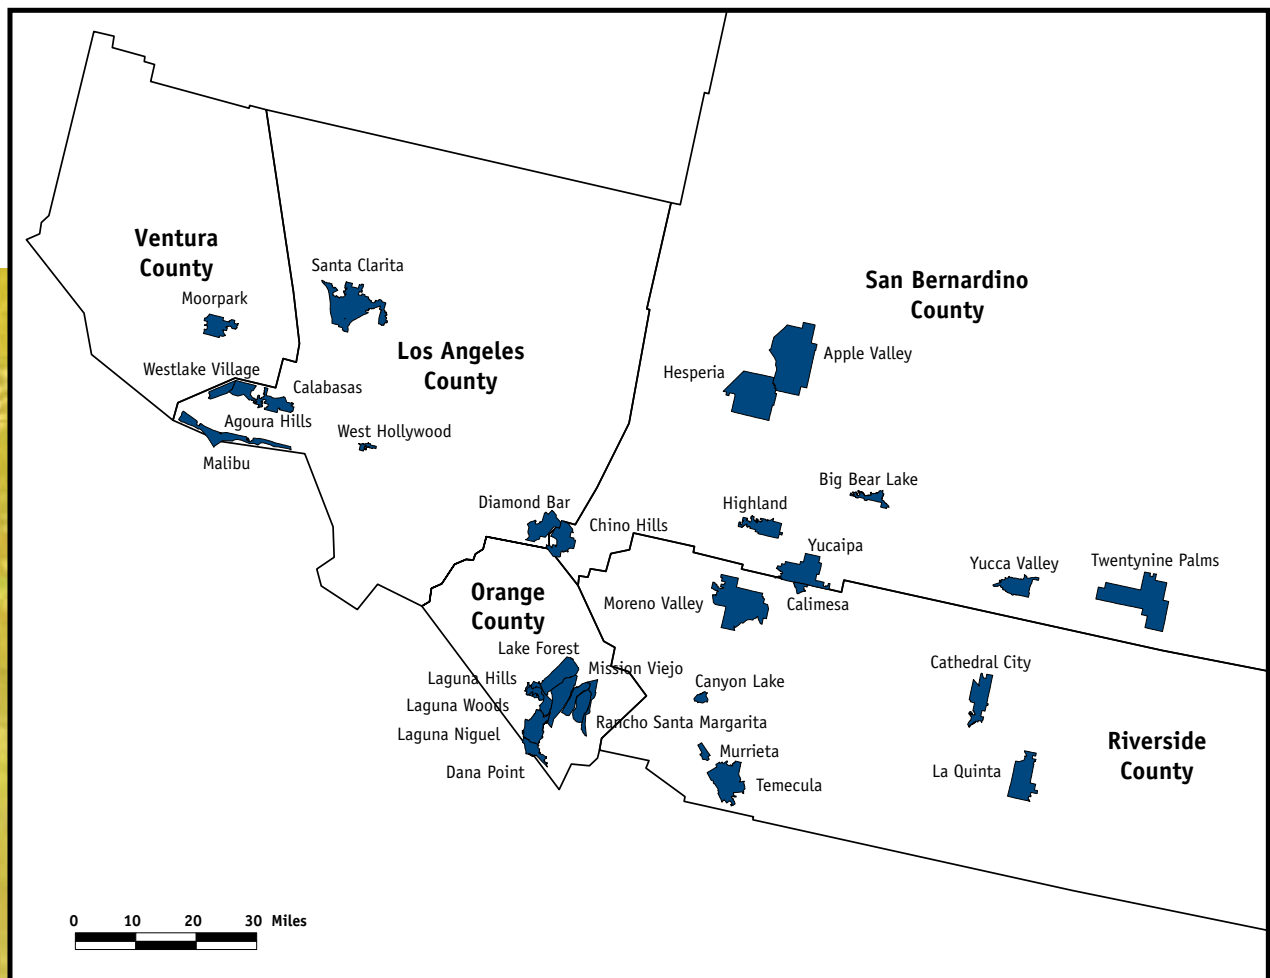 Ventura
County
Moorpark
Santa Clarita
Los Angeles
County
Westlake Village
Calabasas
Agoura Hills
Malibu
West Hollywood
San Bernardino
County
Apple Valley
Hesperia
Big Bear Lake
Highland
Yucaipa
Yucca Valley
Twentynine Palms
Diamond Bar
Chino Hills
Orange
County
Moreno Valley
Calimesa
Lake Forest
Mission Viejo
Laguna Hills
Laguna Woods
Rancho Santa Margarita
Laguna Niguel
Dana Point
Canyon Lake
Murrieta
Temecula
Cathedral City
La Quinta
Riverside
County
0 10 20 30 Miles